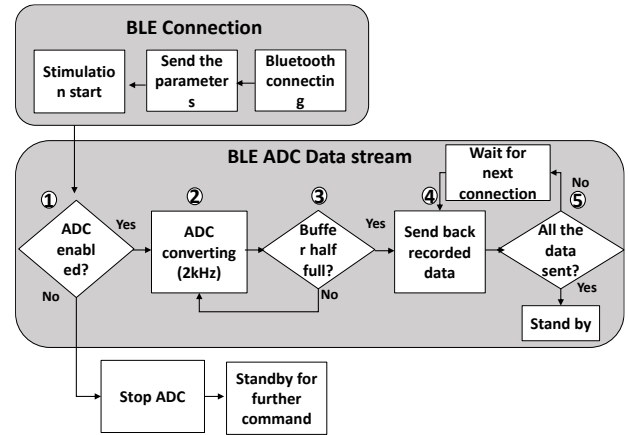 BLE Connection
Stimulatio
n start
Send the
parameter
s
Bluetooth
connectin
g
BLE ADC Data stream
Wait for
next
connection
No
①
②
③
④
⑤
ADC
enabl
ed?
Yes
No
ADC
converting
(2kHz)
Buffe
r half
full?
Yes
No
Send back
recorded
data
All the
data
sent?
Yes
Stand by
Stop ADC
Standby for
further
command